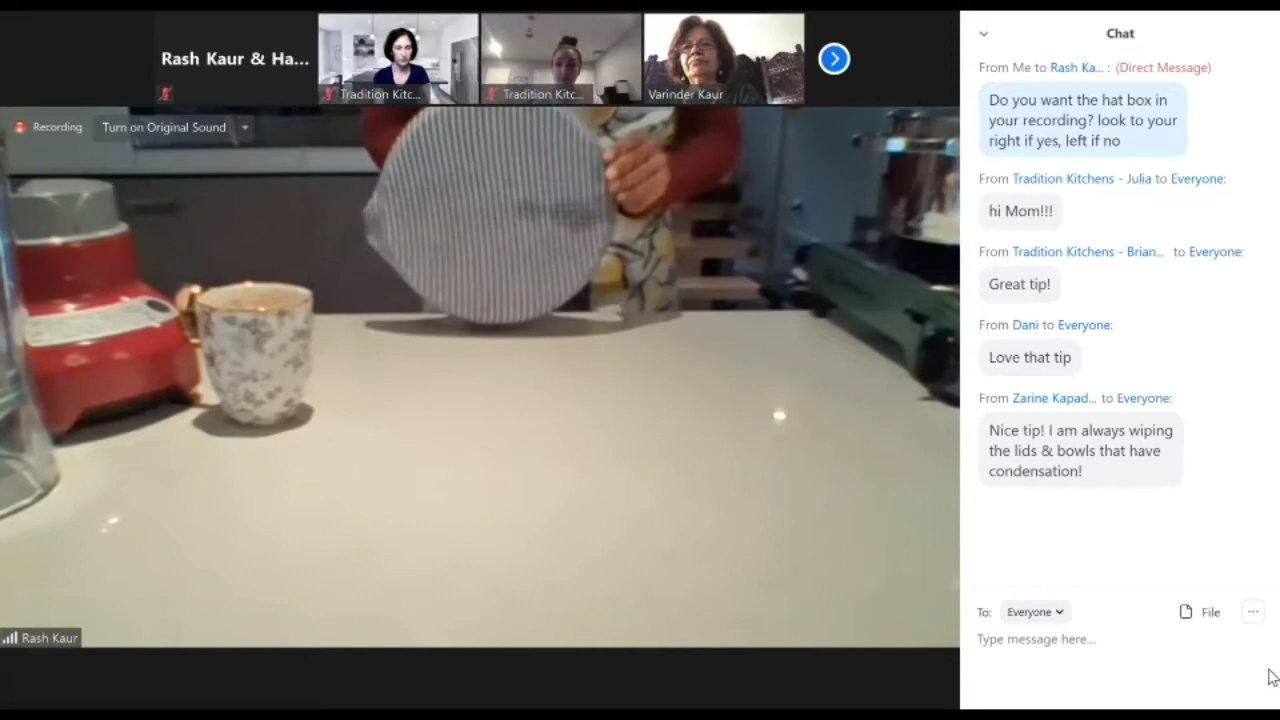 Rash Kaur & Ha...
Tradition Kitc...
Tradition Kitc...
Varinder Kaur
Recording
Turn on Original Sound
Rash Kaur
Chat
From Me to Rash Ka... : (Direct Message)
Do you want the hat box in
your recording? look to your
right if yes, left if no
From Tradition Kitchens - Julia to Everyone:
hi Mom!!!
From Tradition Kitchens - Brian... to Everyone:
Great tip!
From Dani to Everyone:
Love that tip
From Zarine Kapad... to Everyone:
Nice tip! I am always wiping
the lids & bowls that have
condensation!
To: Everyone
File
Type message here...